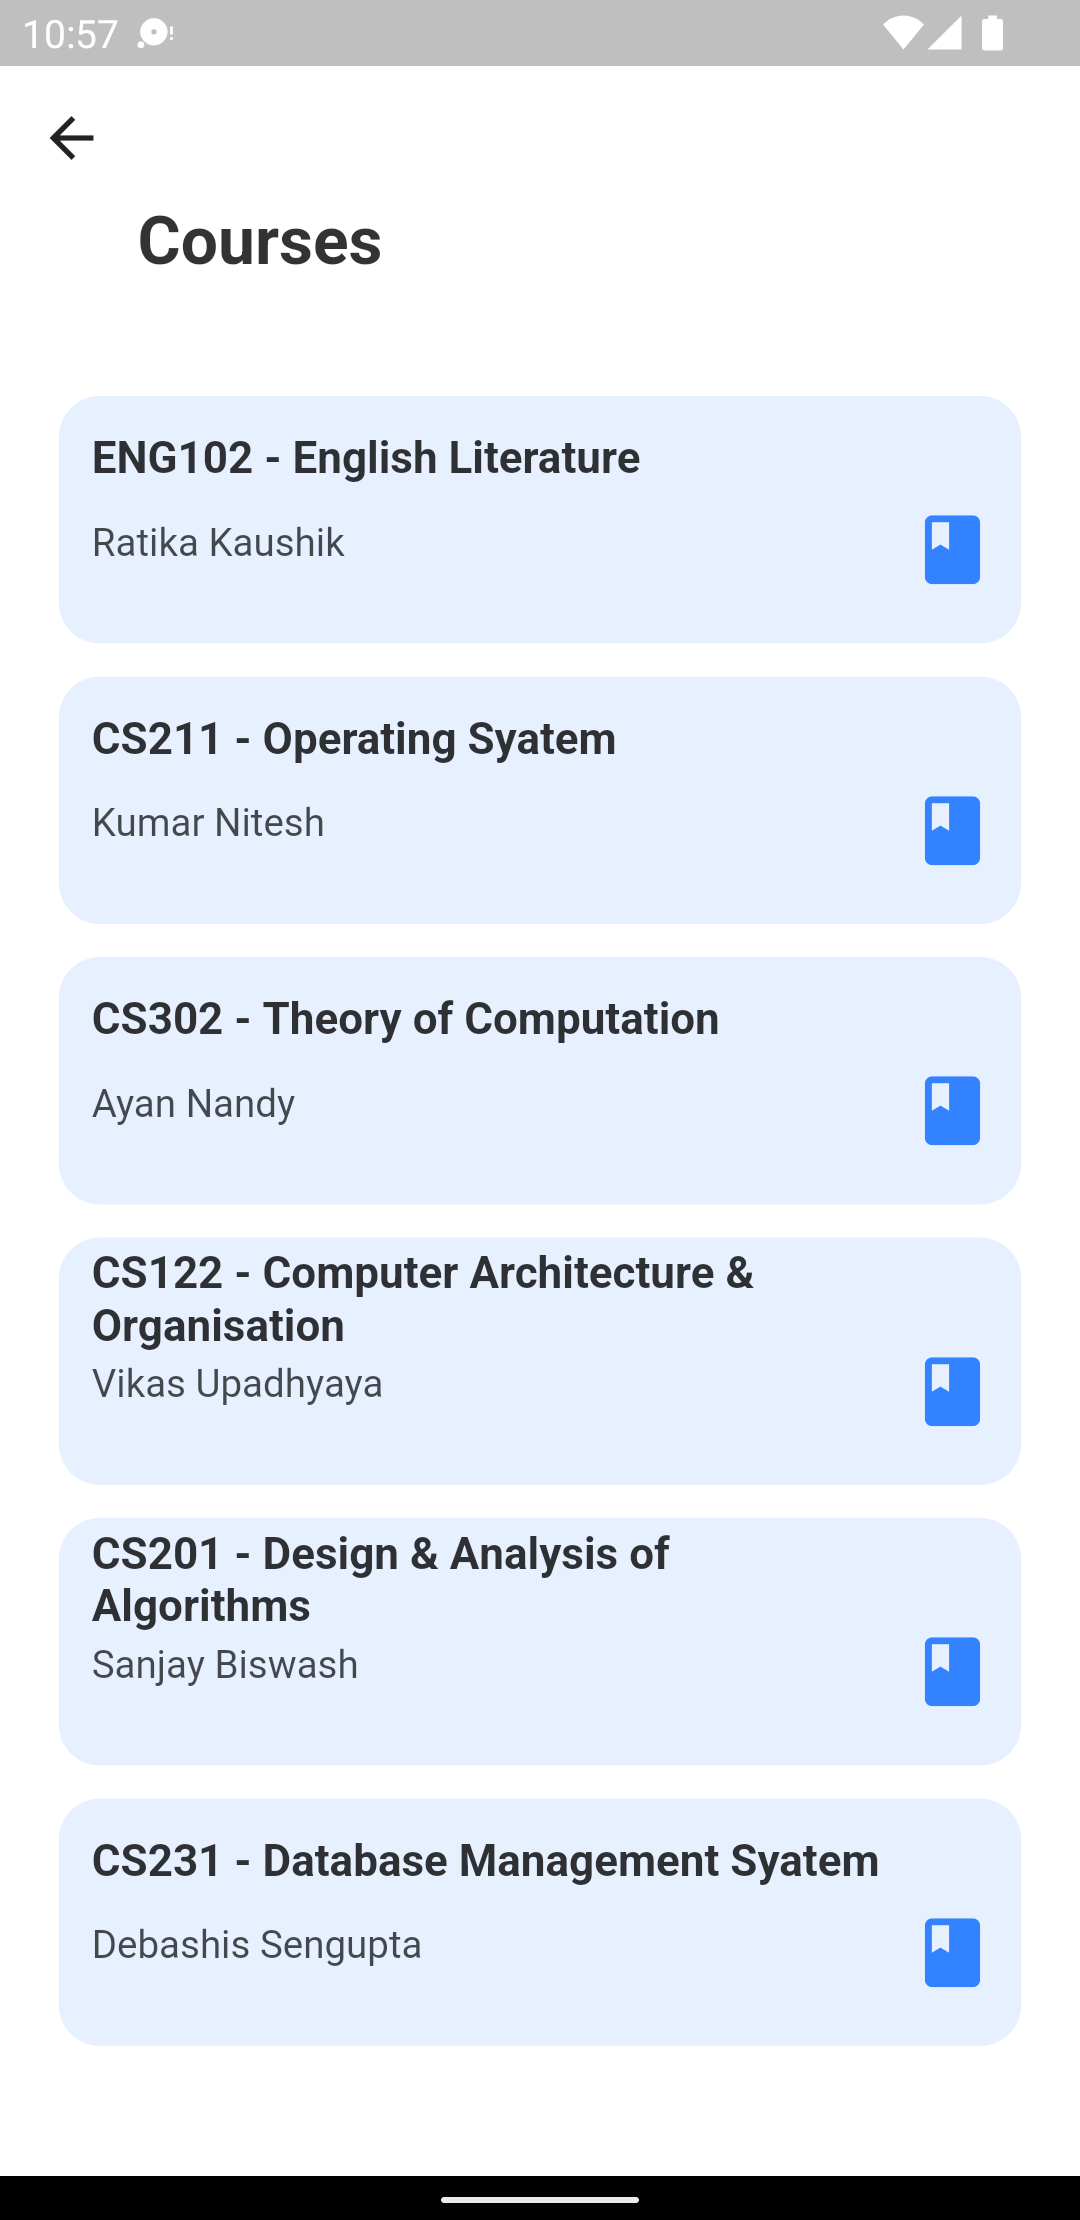 10:57
Courses
ENG102 - English Literature
Ratika Kaushik
CS211 - Operating Syatem
Kumar Nitesh
CS302 - Theory of Computation
Ayan Nandy
CS122 - Computer Architecture &
Organisation
Vikas Upadhyaya
CS201 - Design & Analysis of
Algorithms
Sanjay Biswash
CS231 - Database Management Syatem
Debashis Sengupta